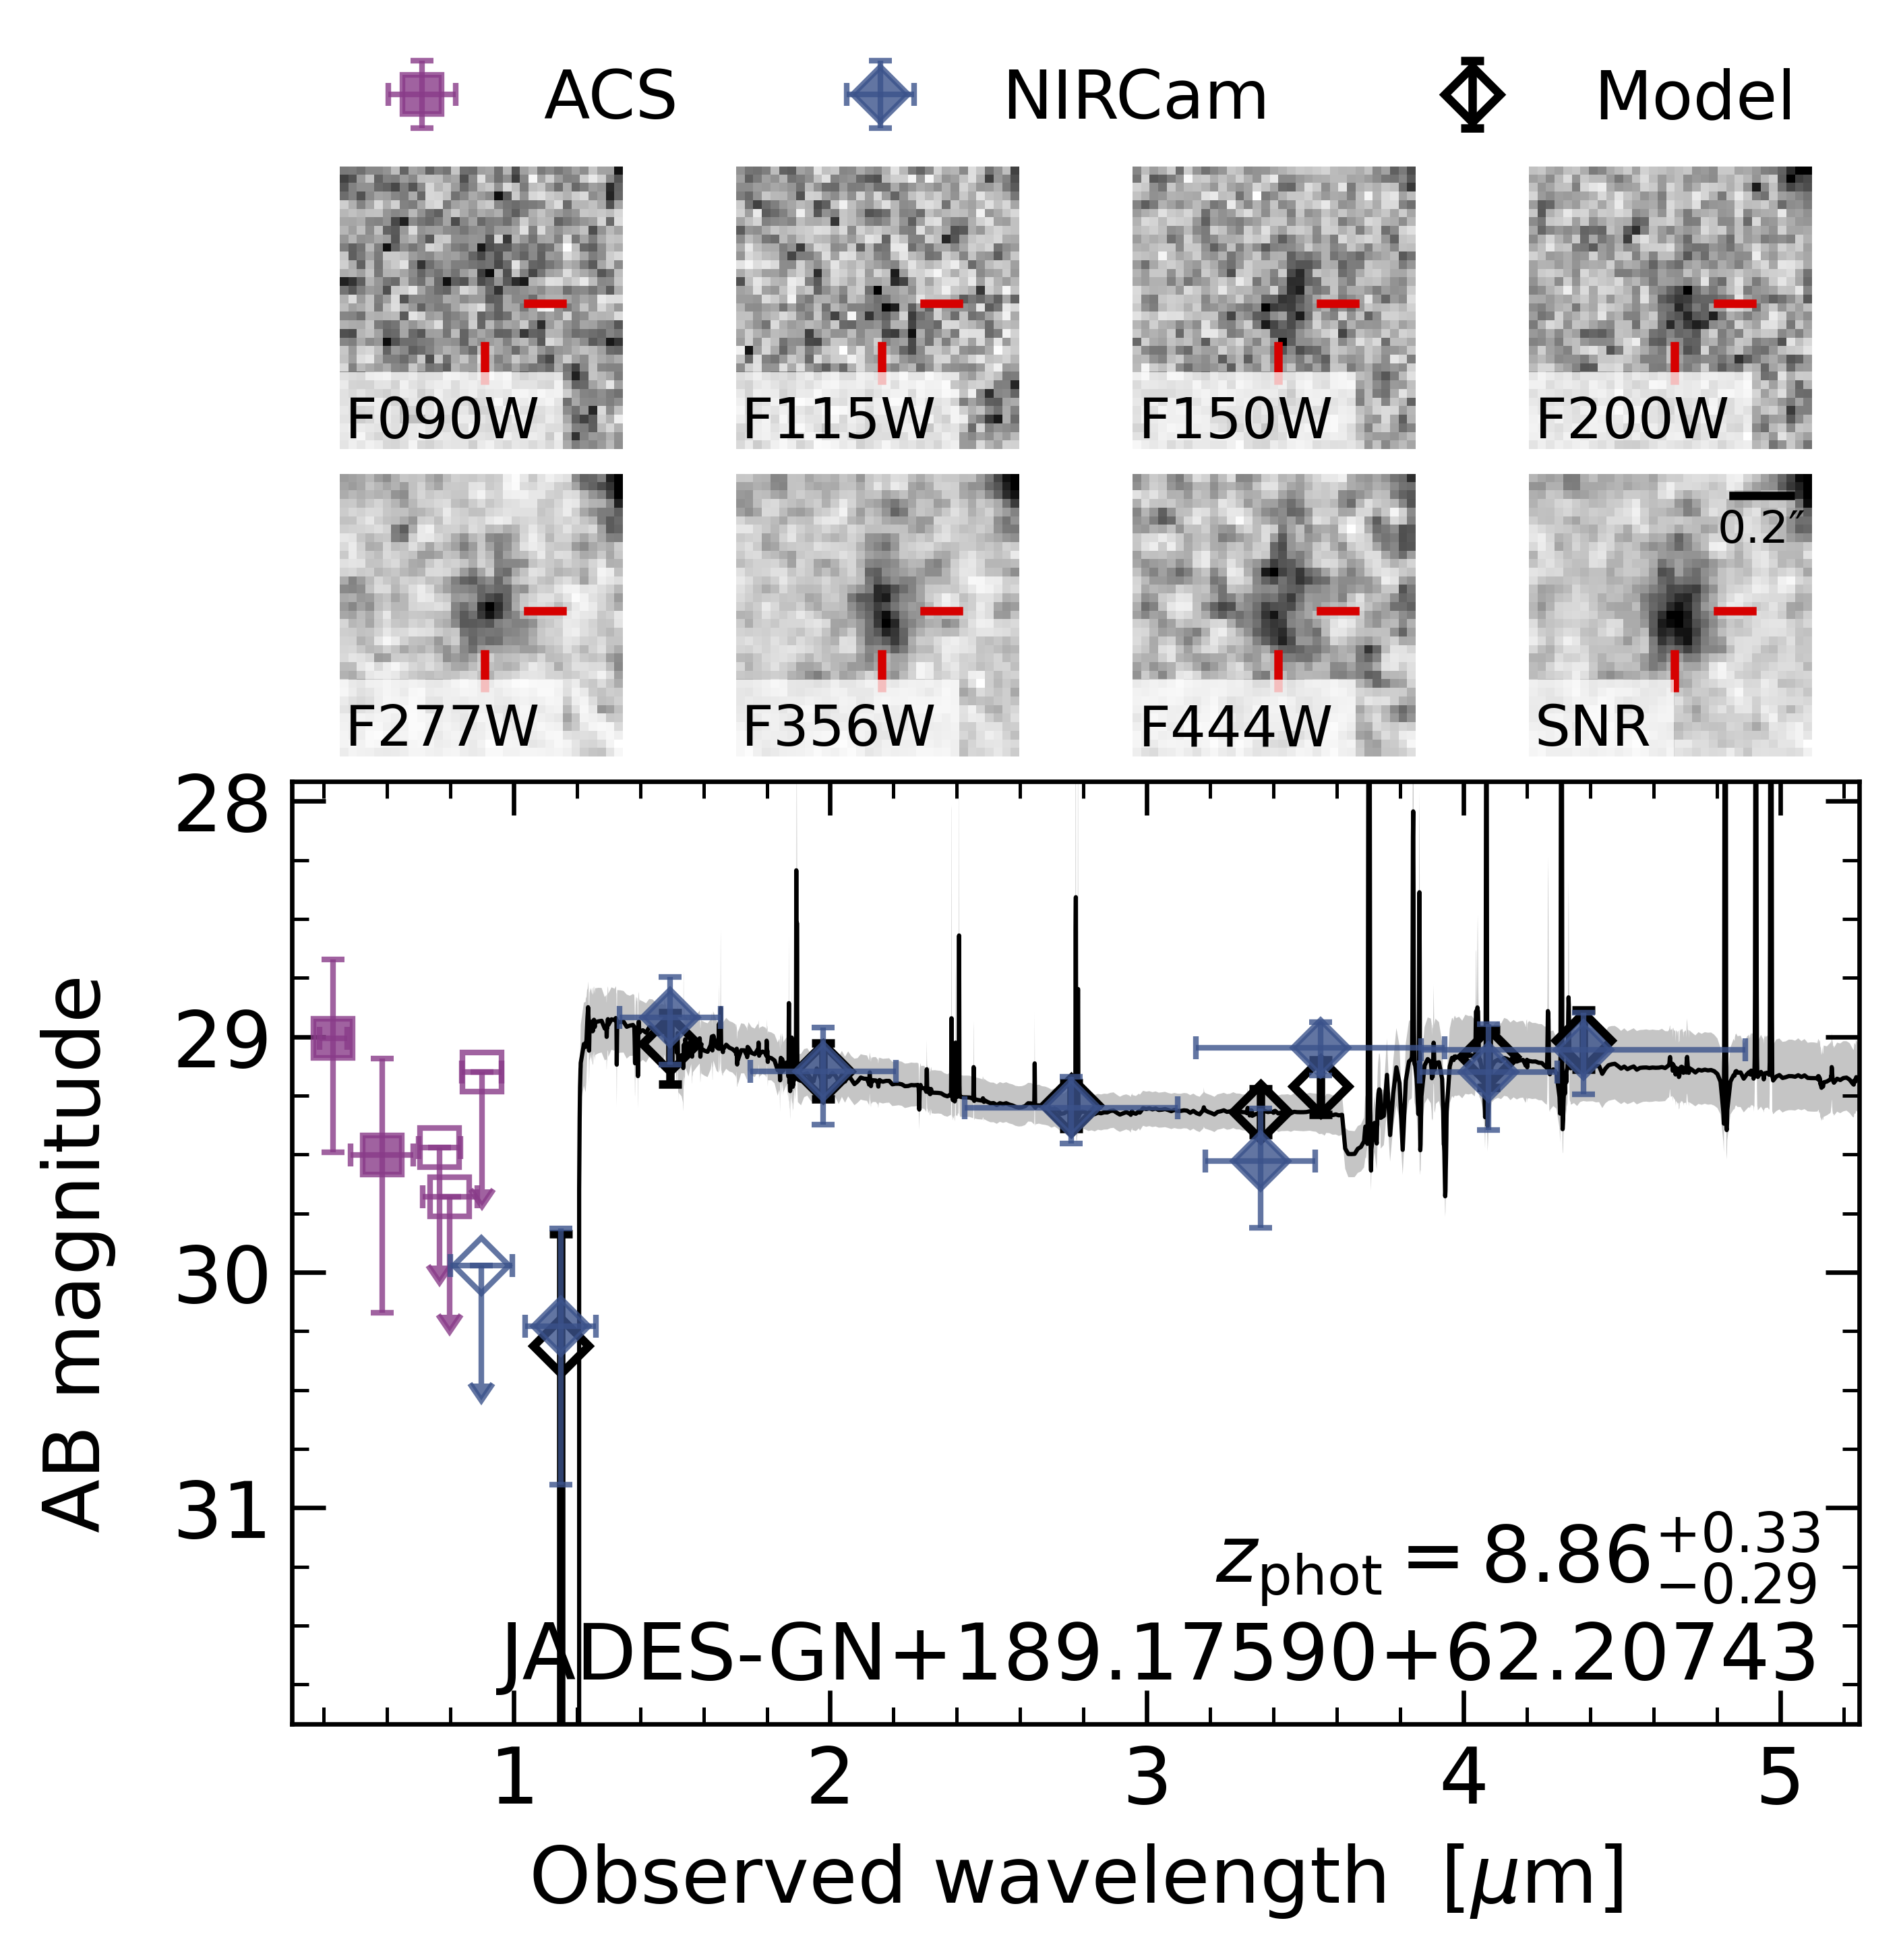 ACS NIRCam Model
F090W F115W F150W F200W
0.2″
F277W F356W F444W SNR
28
29
30
31
AB magnitude
z_phot = 8.86 +0.33 −0.29
JADES-GN+189.17590+62.20743
1 2 3 4 5
Observed wavelength [μm]